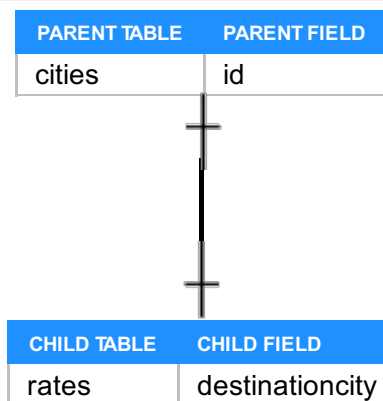 PARENT TABLE PARENT FIELD
cities id
CHILD TABLE CHILD FIELD
rates destinationcity